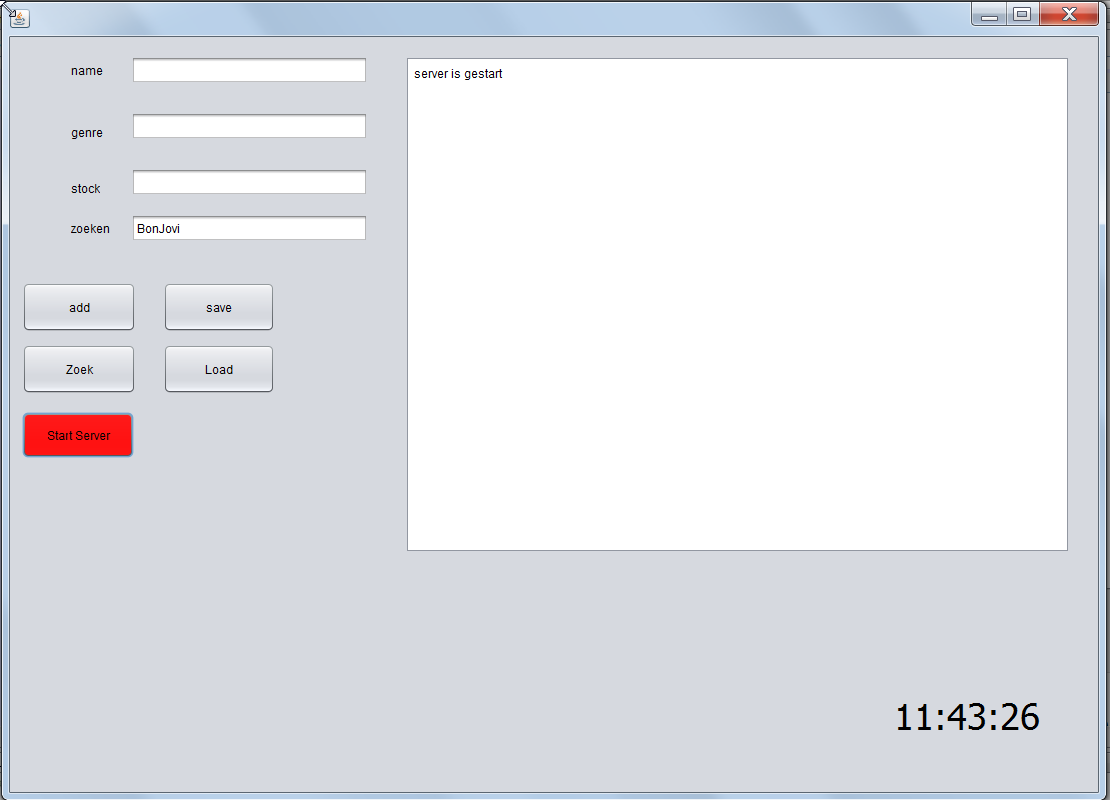 name
genre
stock
zoeken BonJovi
add save
Zoek Load
Start Server
server is gestart
11:43:26